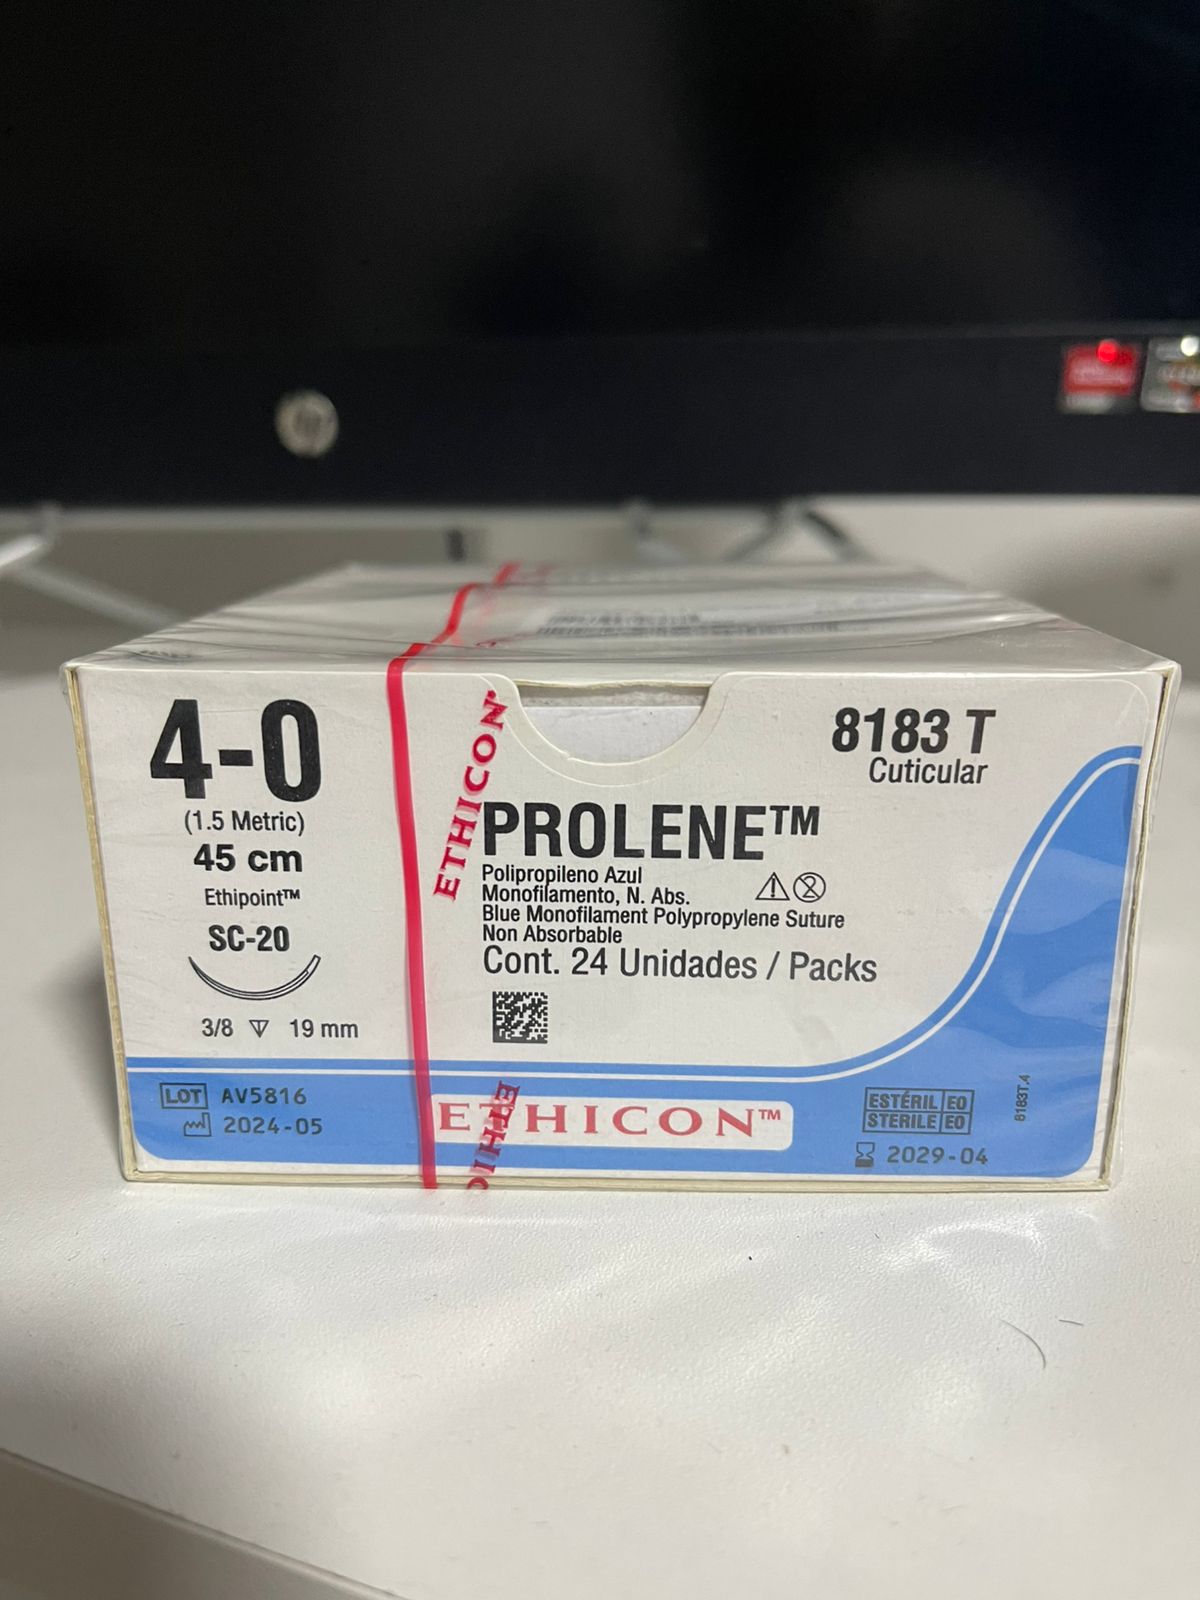 4-0
(1.5 Metric)
45 cm
Ethipoint™
SC-20
3/8 19 mm
LOT AV5816
2024-05
ETHICON
ETHI
8183 T
Cuticular
PROLENE™
Polipropileno Azul
Monofilamento, N. Abs.
Blue Monofilament Polypropylene Suture
Non Absorbable
Cont. 24 Unidades / Packs
ETHICON™
ESTÉRIL EO
STERILE EO
2029-04
8183T.4
hp